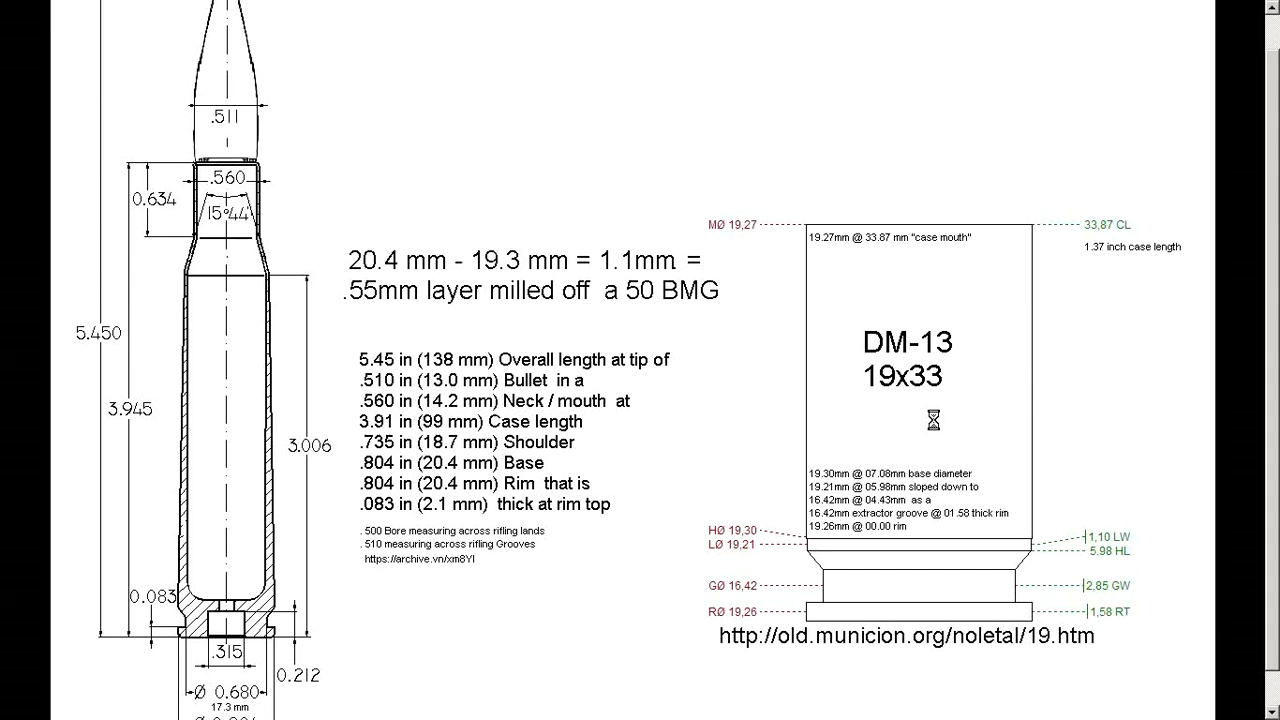 .511
.560
0.634
15°44'
5.450
3.945
3.006
0.083
.315
0.212
Ø 0.680
17.3 mm
20.4 mm - 19.3 mm = 1.1mm =
.55mm layer milled off a 50 BMG
5.45 in (138 mm) Overall length at tip of
.510 in (13.0 mm) Bullet in a
.560 in (14.2 mm) Neck / mouth at
3.91 in (99 mm) Case length
.735 in (18.7 mm) Shoulder
.804 in (20.4 mm) Base
.804 in (20.4 mm) Rim that is
.083 in (2.1 mm) thick at rim top
. 500 Bore measuring across rifling lands
. 510 measuring across rifling Grooves
https://archive.vn/xm8YI
MØ 19,27
33,87 CL
19.27mm @ 33.87 mm "case mouth"
1.37 inch case length
DM-13
19x33
19.30mm @ 07.08mm base diameter
19.21mm @ 05.98mm sloped down to
16.42mm @ 04.43mm as a
16.42mm extractor groove @ 01.58 thick rim
19.26mm @ 00.00 rim
HØ 19,30
1,10 LW
LØ 19,21
5.98 HL
GØ 16,42
2,85 GW
RØ 19,26
1,58 RT
http://old.municion.org/noletal/19.htm